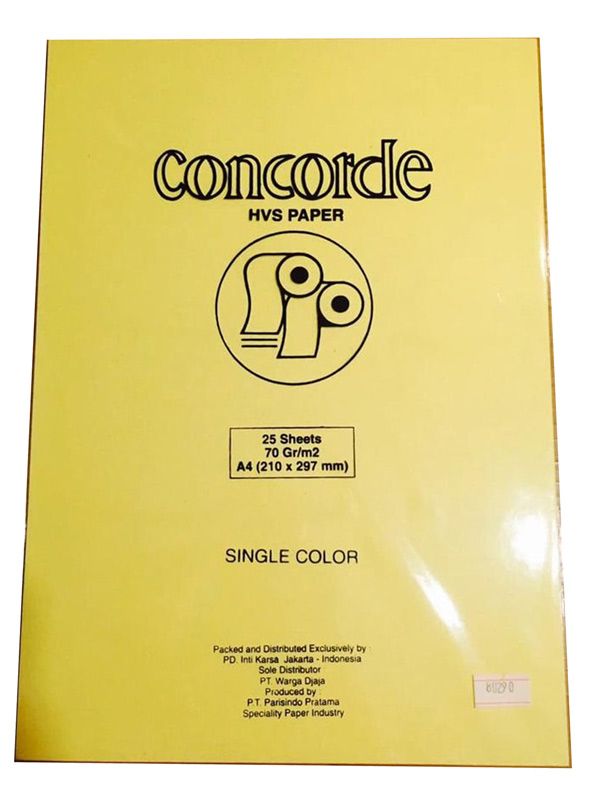 concorde
HVS PAPER
25 Sheets
70 Gr/m2
A4 (210 x 297 mm)
SINGLE COLOR
Packed and Distributed Exclusively by :
PD. Inti Karsa Jakarta - Indonesia
Sole Distributor :
PT. Warga Djaja
Produced by :
P.T. Parisindo Pratama
Speciality Paper Industry